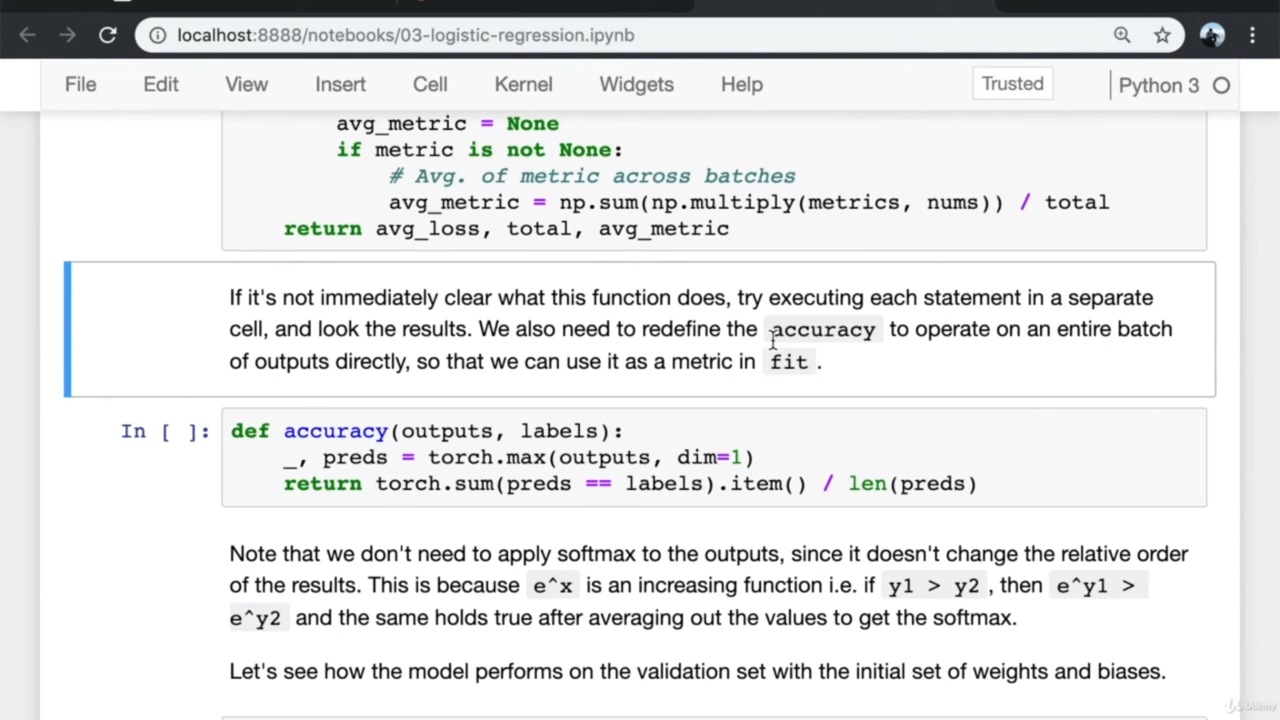 localhost:8888/notebooks/03-logistic-regression.ipynb
File Edit View Insert Cell Kernel Widgets Help Trusted Python 3
avg_metric = None
if metric is not None:
# Avg. of metric across batches
avg_metric = np.sum(np.multiply(metrics, nums)) / total
return avg_loss, total, avg_metric
If it's not immediately clear what this function does, try executing each statement in a separate
cell, and look the results. We also need to redefine the accuracy to operate on an entire batch
of outputs directly, so that we can use it as a metric in fit .
In [ ]: def accuracy(outputs, labels):
_, preds = torch.max(outputs, dim=1)
return torch.sum(preds == labels).item() / len(preds)
Note that we don't need to apply softmax to the outputs, since it doesn't change the relative order
of the results. This is because e^x is an increasing function i.e. if y1 > y2 , then e^y1 >
e^y2 and the same holds true after averaging out the values to get the softmax.
Let's see how the model performs on the validation set with the initial set of weights and biases.
Udemy